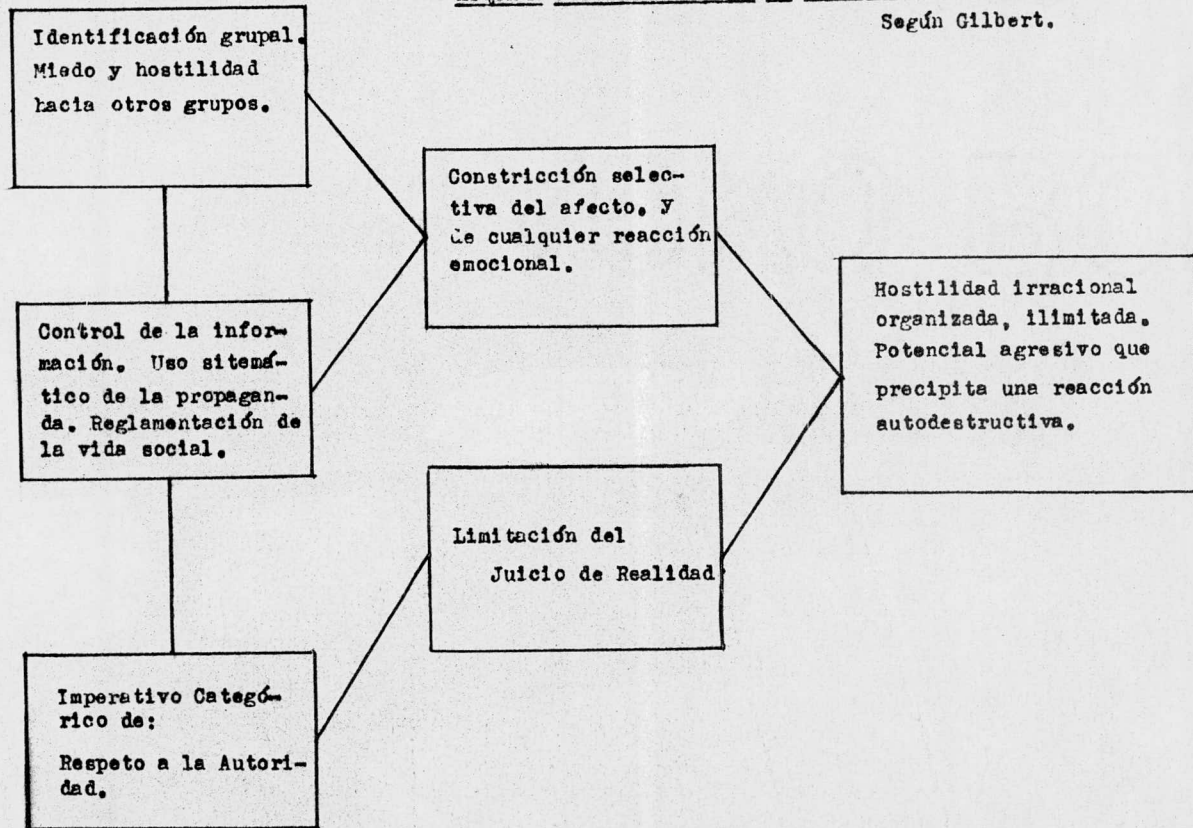 Según Gilbert.
Identificación grupal.
Miedo y hostilidad
hacia otros grupos.
Constricción selec-
tiva del afecto. y
de cualquier reacción
emocional.
Control de la infor-
mación. Uso sitemá-
tico de la propagan-
da. Reglamentación de
la vida social.
Hostilidad irracional
organizada, ilimitada.
Potencial agresivo que
precipita una reacción
autodestructiva.
Limitación del
Juicio de Realidad
Imperativo Categó-
rico de:
Respeto a la Autori-
dad.